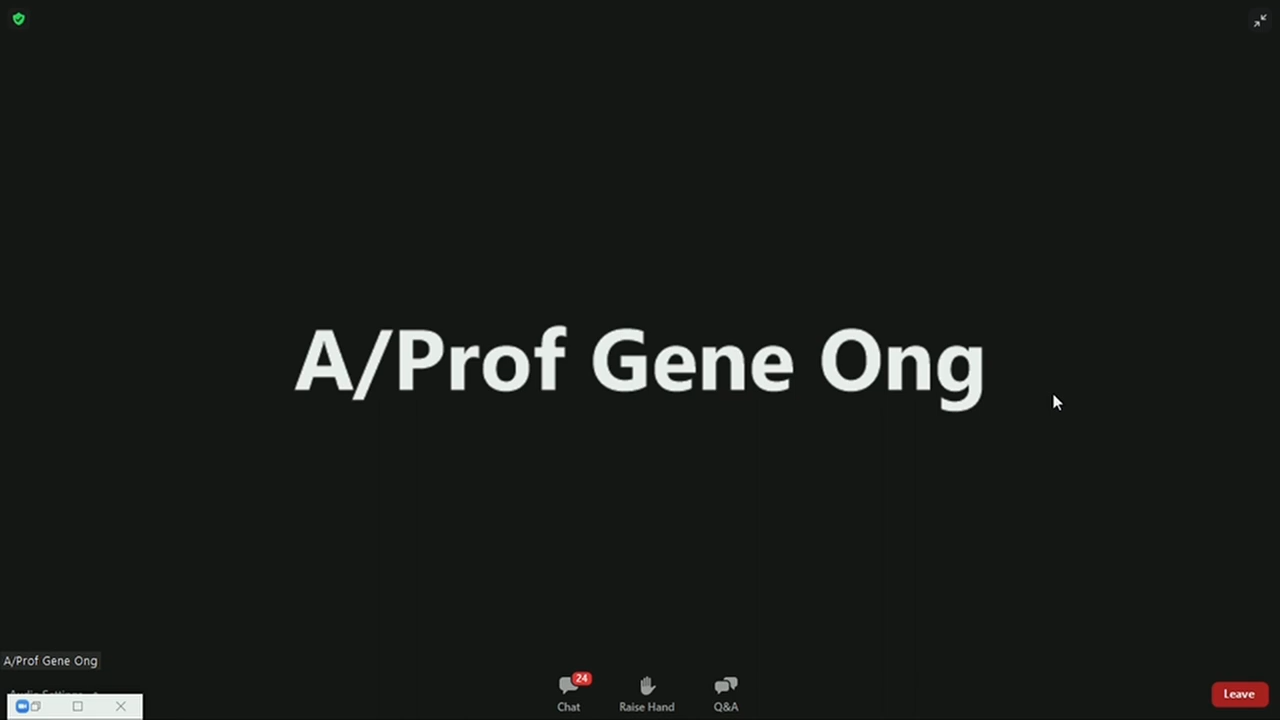 A/Prof Gene Ong
A/Prof Gene Ong
24
Chat
Raise Hand
Q&A
Leave